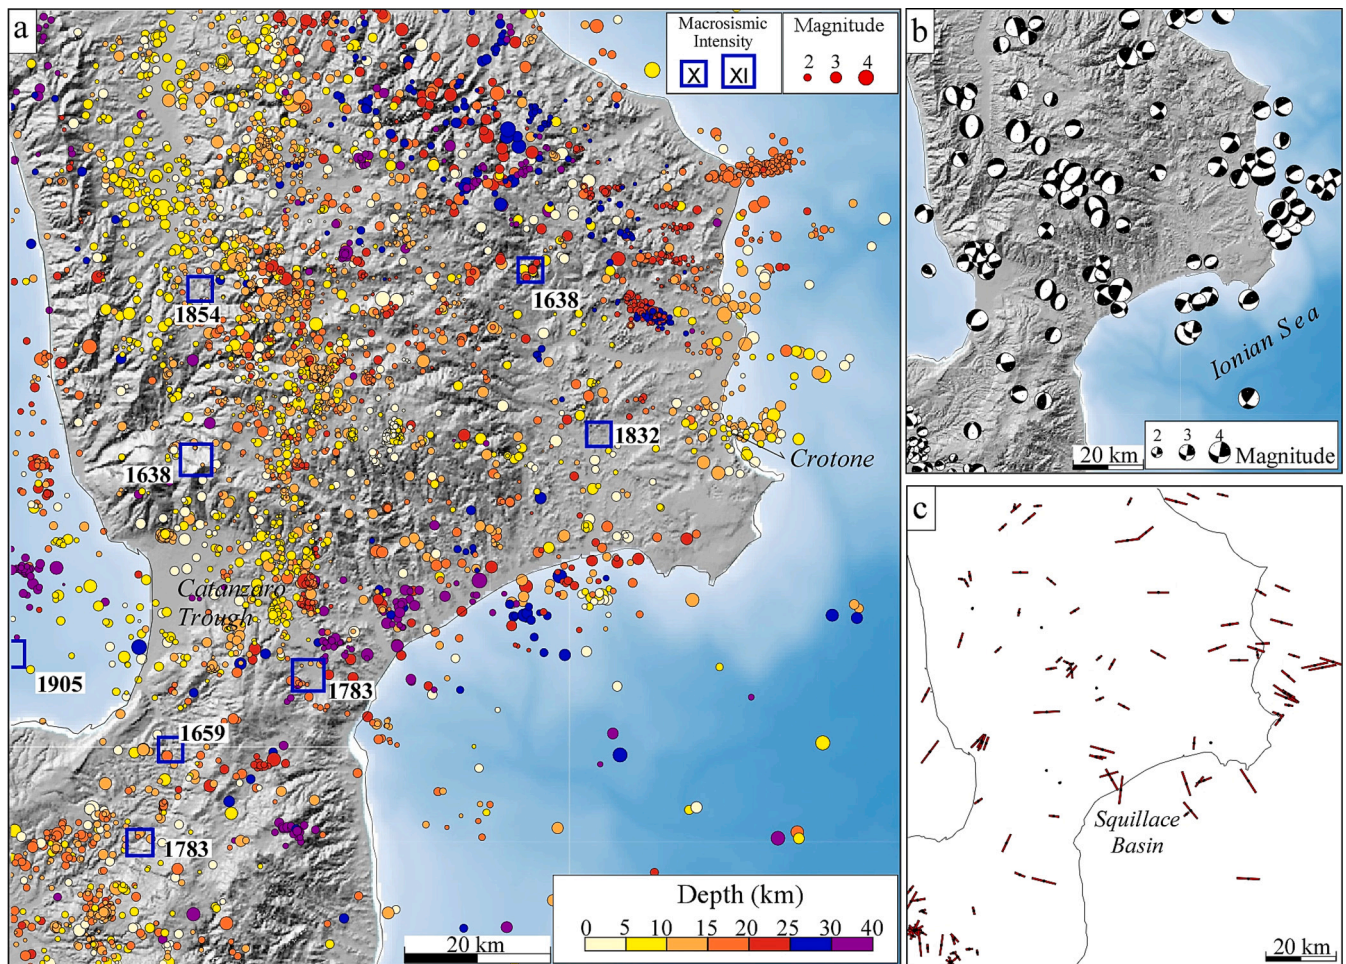 a
Macrosismic
Intensity
X
XI
Magnitude
2 3 4
1854
1638
1638
1832
Crotone
Catanzaro
Trough
1905
1783
1659
1783
Depth (km)
0 5 10 15 20 25 30 40
20 km
b
Ionian Sea
2 3 4
Magnitude
20 km
c
Squillace
Basin
20 km